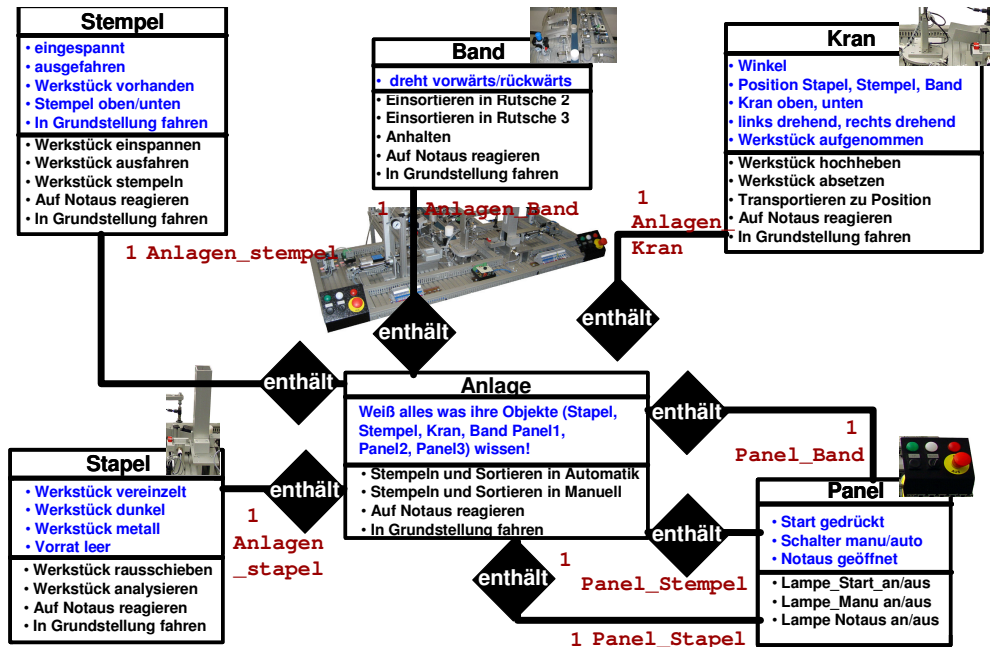 Stempel
• eingespannt
• ausgefahren
• Werkstück vorhanden
• Stempel oben/unten
• In Grundstellung fahren
• Werkstück einspannen
• Werkstück ausfahren
• Werkstück stempeln
• Auf Notaus reagieren
• In Grundstellung fahren
1 Anlagen_stempel
Band
• dreht vorwärts/rückwärts
• Einsortieren in Rutsche 2
• Einsortieren in Rutsche 3
• Anhalten
• Auf Notaus reagieren
• In Grundstellung fahren
1 Anlagen_Band
Kran
• Winkel
• Position Stapel, Stempel, Band
• Kran oben, unten
• links drehend, rechts drehend
• Werkstück aufgenommen
• Werkstück hochheben
• Werkstück absetzen
• Transportieren zu Position
• Auf Notaus reagieren
• In Grundstellung fahren
1
Anlagen_
Kran
enthält
enthält
enthält
Anlage
Weiß alles was ihre Objekte (Stapel,
Stempel, Kran, Band Panel1,
Panel2, Panel3) wissen!
• Stempeln und Sortieren in Automatik
• Stempeln und Sortieren in Manuell
• Auf Notaus reagieren
• In Grundstellung fahren
enthält
1
Panel_Band
Stapel
• Werkstück vereinzelt
• Werkstück dunkel
• Werkstück metall
• Vorrat leer
• Werkstück rausschieben
• Werkstück analysieren
• Auf Notaus reagieren
• In Grundstellung fahren
enthält
1
Anlagen
_stapel
Panel
• Start gedrückt
• Schalter manu/auto
• Notaus geöffnet
• Lampe_Start_an/aus
• Lampe_Manu an/aus
• Lampe Notaus an/aus
enthält
1
Panel_Stempel
enthält
1 Panel_Stapel